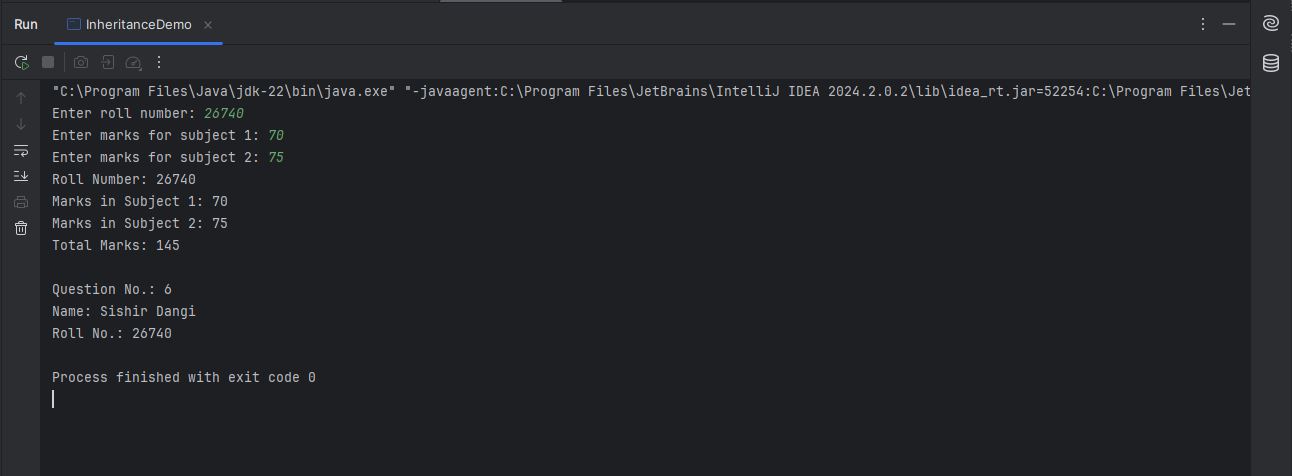 Run InheritanceDemo
"C:\Program Files\Java\jdk-22\bin\java.exe" "-javaagent:C:\Program Files\JetBrains\IntelliJ IDEA 2024.2.0.2\lib\idea_rt.jar=52254:C:\Program Files\Jet
Enter roll number: 26740
Enter marks for subject 1: 70
Enter marks for subject 2: 75
Roll Number: 26740
Marks in Subject 1: 70
Marks in Subject 2: 75
Total Marks: 145
Question No.: 6
Name: Sishir Dangi
Roll No.: 26740
Process finished with exit code 0